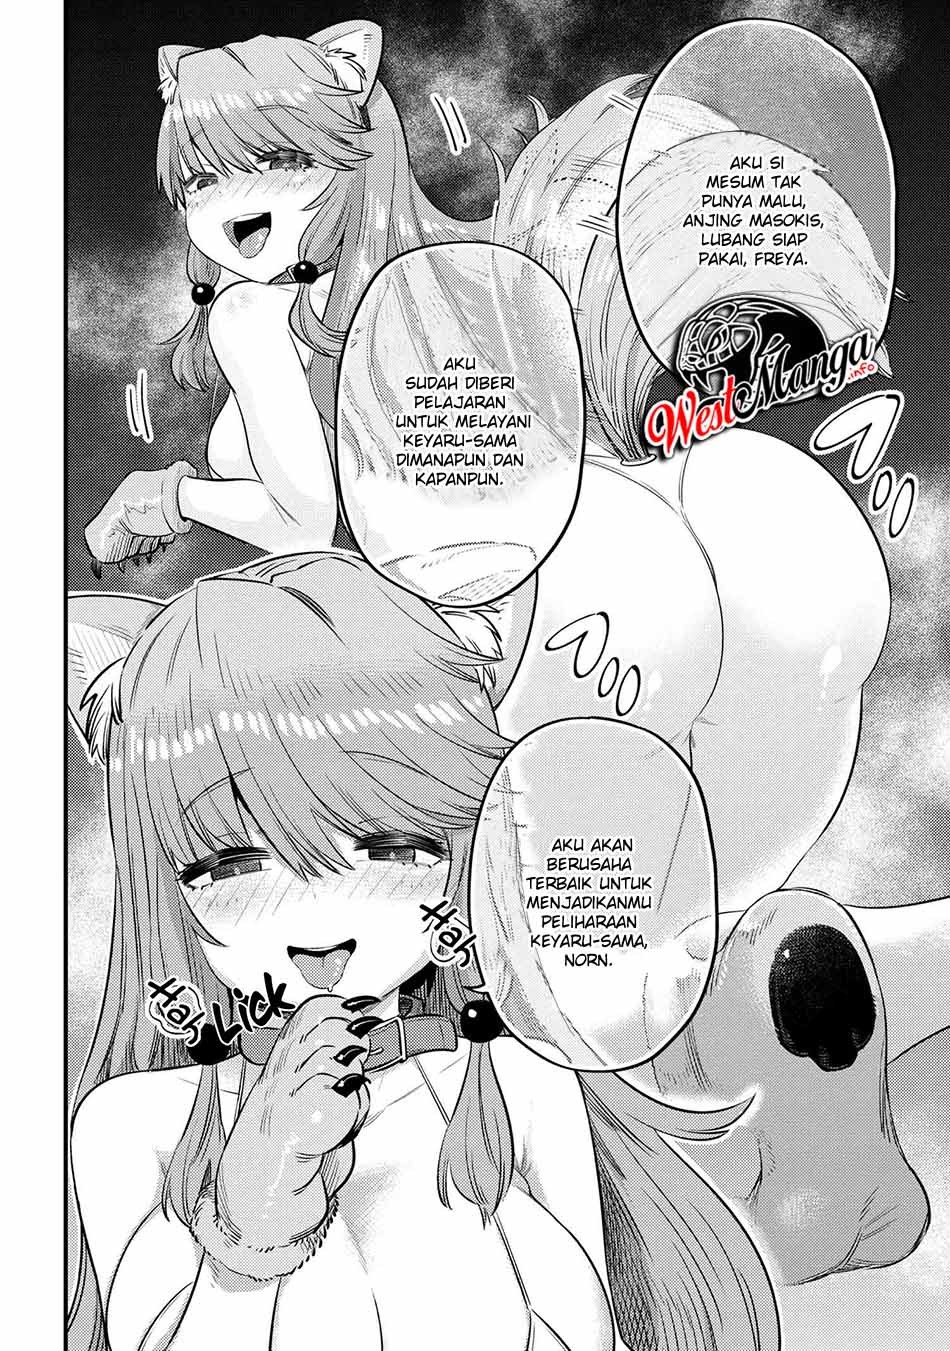 AKU SI
MESUM TAK
PUNYA MALU,
ANJING MASOKIS,
LUBANG SIAP
PAKAI, FREYA.
WestManga
.info
AKU
SUDAH DIBERI
PELAJARAN
UNTUK MELAYANI
KEYARU-SAMA
DIMANAPUN DAN
KAPANPUN.
AKU AKAN
BERUSAHA
TERBAIK UNTUK
MENJADIKANMU
PELIHARAAN
KEYARU-SAMA,
NORN.
Hah
Hah
LICK